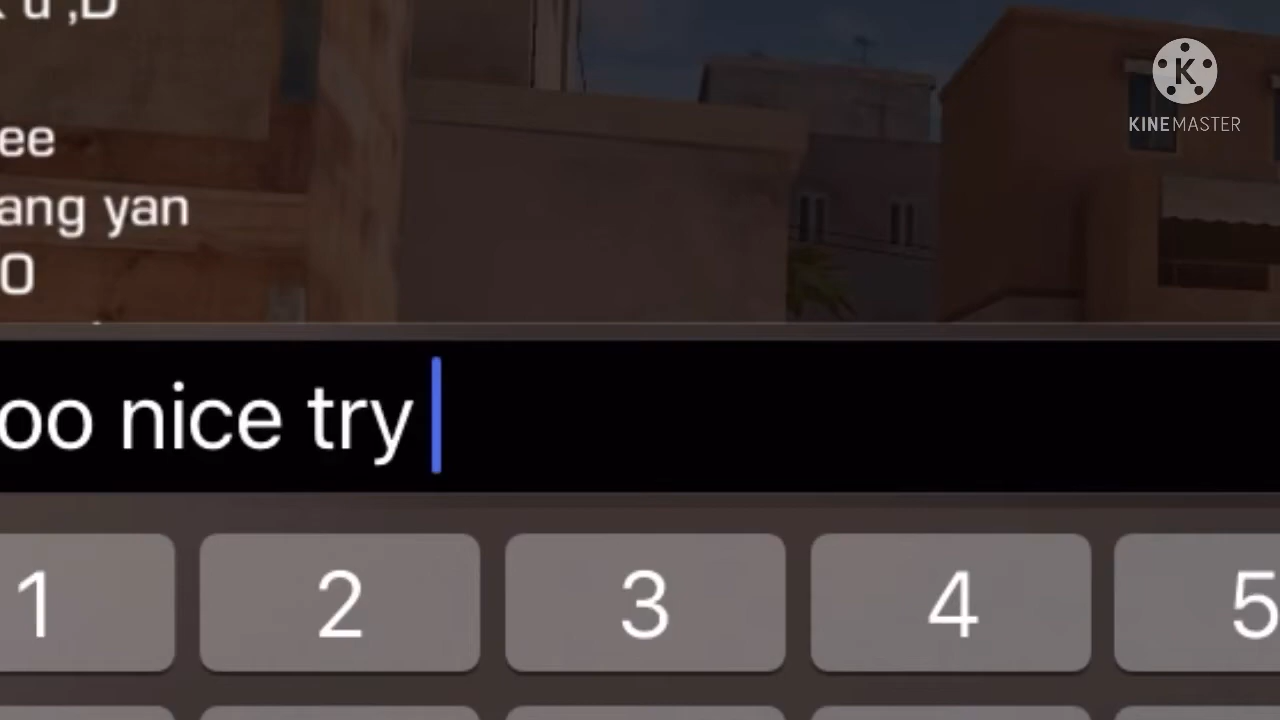 k u ,D
KINEMASTER
ee
ang yan
O
oo nice try
1 2 3 4 5